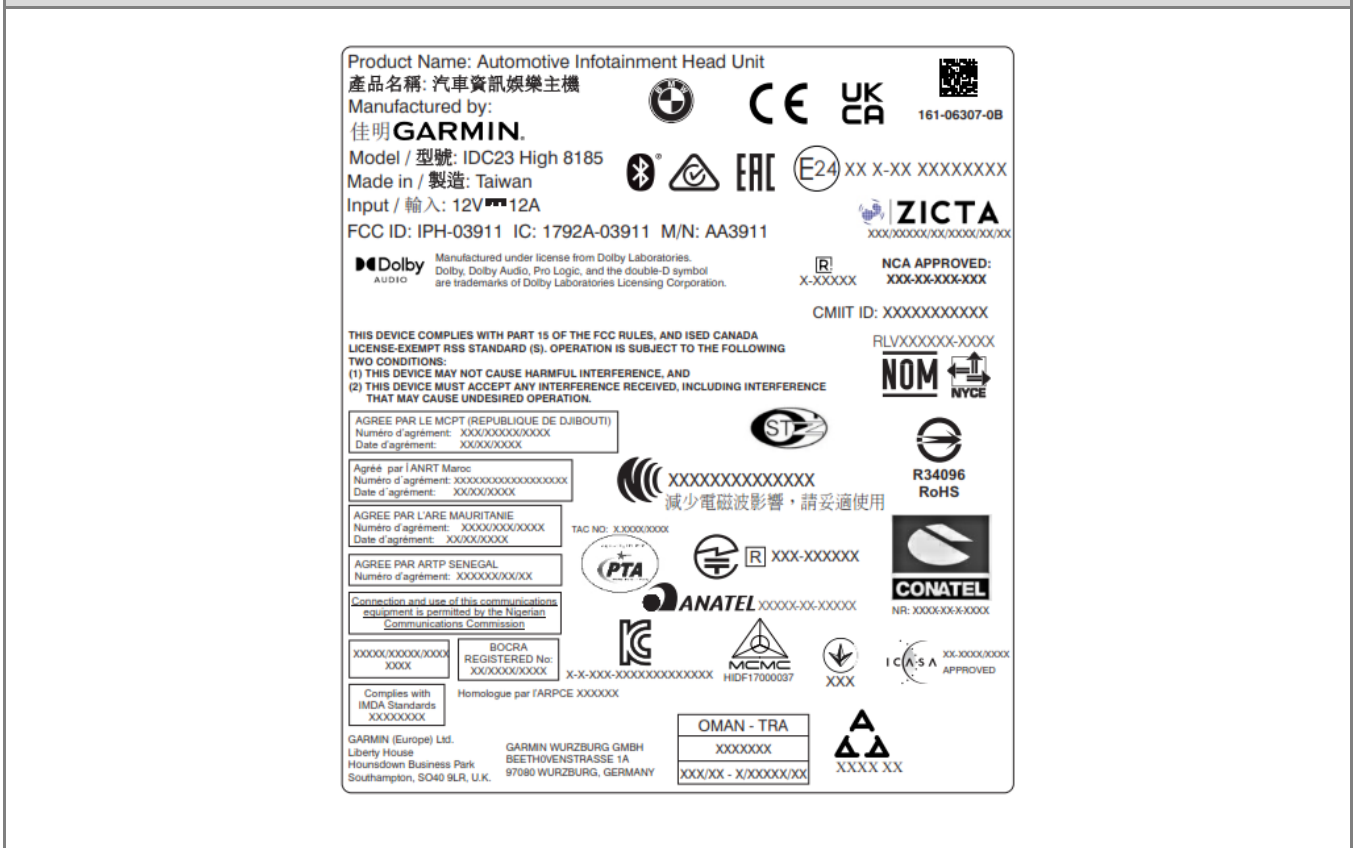 Product Name: Automotive Infotainment Head Unit
產品名稱: 汽車資訊娛樂主機
Manufactured by:
佳明GARMIN.
BMW
CE
UK
CA
161-06307-0B
Model / 型號: IDC23 High 8185
Made in / 製造: Taiwan
Input / 輸入: 12V 12A
EAC
E24 XX X-XX XXXXXXXX
ZICTA
XXX/XXXXX/XX/XXXX/XX/XX
FCC ID: IPH-03911 IC: 1792A-03911 M/N: AA3911
Dolby
AUDIO
Manufactured under license from Dolby Laboratories.
Dolby, Dolby Audio, Pro Logic, and the double-D symbol
are trademarks of Dolby Laboratories Licensing Corporation.
R
X-XXXXX
NCA APPROVED:
XXX-XX-XXX-XXX
CMIIT ID: XXXXXXXXXXX
THIS DEVICE COMPLIES WITH PART 15 OF THE FCC RULES, AND ISED CANADA
LICENSE-EXEMPT RSS STANDARD (S). OPERATION IS SUBJECT TO THE FOLLOWING
TWO CONDITIONS:
(1) THIS DEVICE MAY NOT CAUSE HARMFUL INTERFERENCE, AND
(2) THIS DEVICE MUST ACCEPT ANY INTERFERENCE RECEIVED, INCLUDING INTERFERENCE
THAT MAY CAUSE UNDESIRED OPERATION.
RLVXXXXXX-XXXX
NOM
NYCE
AGREE PAR LE MCPT (REPUBLIQUE DE DJIBOUTI)
Numéro d'agrément: XXX/XXXXX/XXXX
Date d'agrément: XX/XX/XXXX
R34096
RoHS
Agréé par l'ANRT Maroc
Numéro d'agrément: XXXXXXXXXXXXXXXXXX
Date d'agrément: XX/XX/XXXX
XXXXXXXXXXXXXX
減少電磁波影響，請妥適使用
AGREE PAR L'ARE MAURITANIE
Numéro d'agrément: XXXX/XXX/XXXX
Date d'agrément: XX/XX/XXXX
TAC NO: X.XXXX/XXXX
PTA
R XXX-XXXXXX
CONATEL
NR: XXXX-XX-X-XXXX
AGREE PAR ARTP SENEGAL
Numéro d'agrément: XXXXXX/XX/XX
ANATEL XXXXX-XX-XXXXX
Connection and use of this communications
equipment is permitted by the Nigerian
Communications Commission
XXXXX/XXXXX/XXXX
XXXX
BOCRA
REGISTERED No:
XX/XXXX/XXXX
X-X-XXX-XXXXXXXXXXXXXX
MCMC
HIDF17000037
XXX
ICASA
XX-XXXX/XXXX
APPROVED
Complies with
IMDA Standards
XXXXXXXX
Homologue par l'ARPCE XXXXXX
GARMIN (Europe) Ltd.
Liberty House
Hounsdown Business Park
Southampton, SO40 9LR, U.K.
GARMIN WURZBURG GMBH
BEETH0VENSTRASSE 1A
97080 WURZBURG, GERMANY
OMAN - TRA
XXXXXXX
XXX/XX - X/XXXXX/XX
XXXX XX